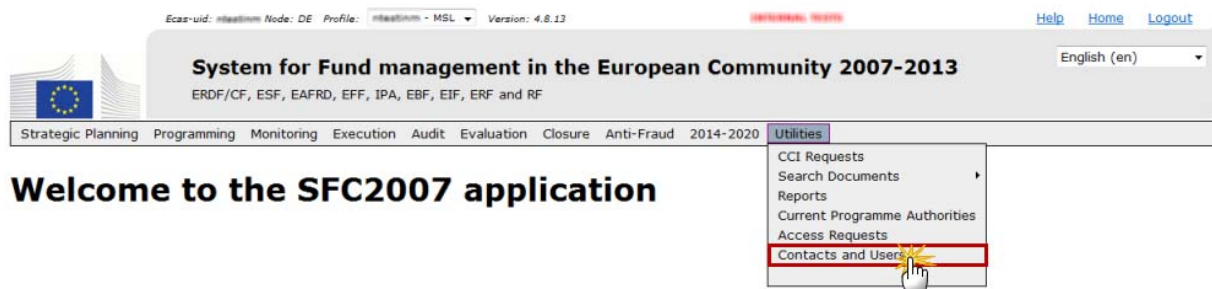 Ecas-uid: Node: DE Profile: - MSL Version: 4.8.13 Help Home Logout
System for Fund management in the European Community 2007-2013
English (en)
ERDF/CF, ESF, EAFRD, EFF, IPA, EBF, EIF, ERF and RF
Strategic Planning Programming Monitoring Execution Audit Evaluation Closure Anti-Fraud 2014-2020 Utilities
CCI Requests
Search Documents
Reports
Current Programme Authorities
Access Requests
Contacts and Users
Welcome to the SFC2007 application